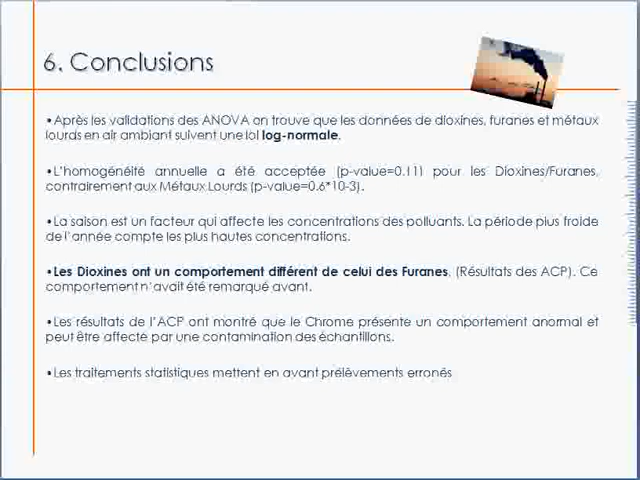 6. Conclusions
•Après les validations des ANOVA on trouve que les données de dioxines, furanes et métaux
lourds en air ambiant suivent une loi log-normale.
•L'homogénéité annuelle a été acceptée (p-value=0.11) pour les Dioxines/Furanes,
contrairement aux Métaux Lourds (p-value=0.6*10-3).
•La saison est un facteur qui affecte les concentrations des polluants. La période plus froide
de l'année compte les plus hautes concentrations.
•Les Dioxines ont un comportement différent de celui des Furanes, (Résultats des ACP). Ce
comportement n'avait été remarqué avant.
•Les résultats de l'ACP ont montré que le Chrome présente un comportement anormal et
peut être affecté par une contamination des échantillons.
•Les traitements statistiques mettent en avant prélèvements erronés